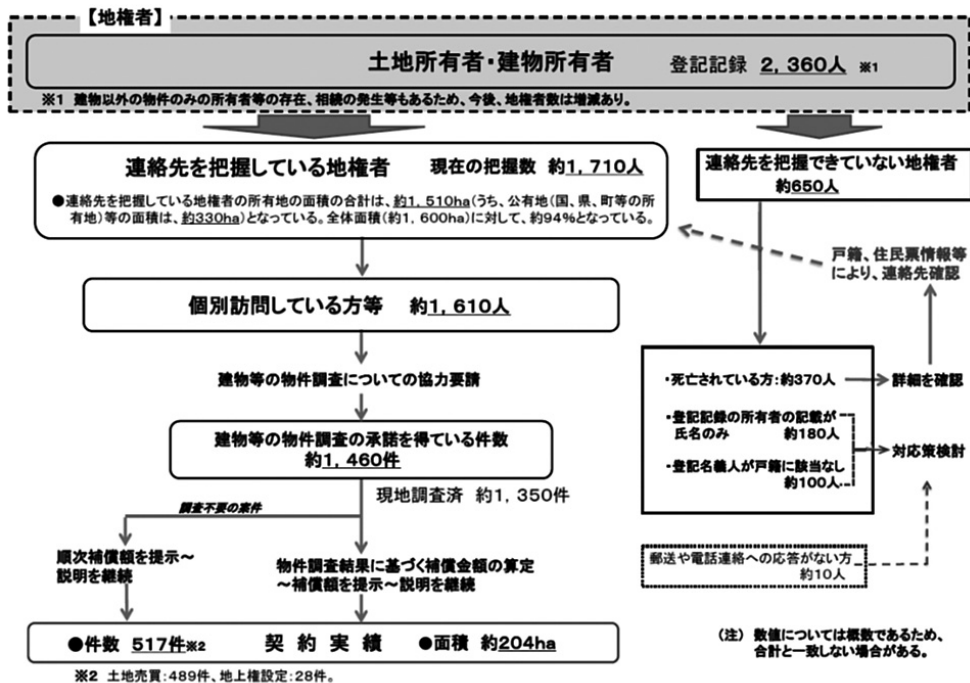 【地権者】
土地所有者・建物所有者 登記記録 2,360人 ※1
※1 建物以外の物件のみの所有者等の存在、相続の発生等もあるため、今後、地権者数は増減あり。
連絡先を把握している地権者 現在の把握数 約1,710人
●連絡先を把握している地権者の所有地の面積の合計は、約1,510ha(うち、公有地(国、県、町等の所
有地)等の面積は、約330ha)となっている。全体面積(約1,600ha)に対して、約94%となっている。
連絡先を把握できていない地権者
約650人
戸籍、住民票情報等
により、連絡先確認
個別訪問している方等 約1,610人
建物等の物件調査についての協力要請
建物等の物件調査の承諾を得ている件数
約1,460件
現地調査済 約1,350件
調査不要の案件
順次補償額を提示~
説明を継続
物件調査結果に基づく補償金額の算定
~補償額を提示~説明を継続
●件数 517件※2 契約実績 ●面積 約204ha
※2 土地売買:489件、地上権設定:28件。
・死亡されている方:約370人
詳細を確認
・登記記録の所有者の記載が
氏名のみ 約180人
・登記名義人が戸籍に該当なし
約100人
対応策検討
郵送や電話連絡への応答がない方
約10人
(注) 数値については概数であるため、
合計と一致しない場合がある。